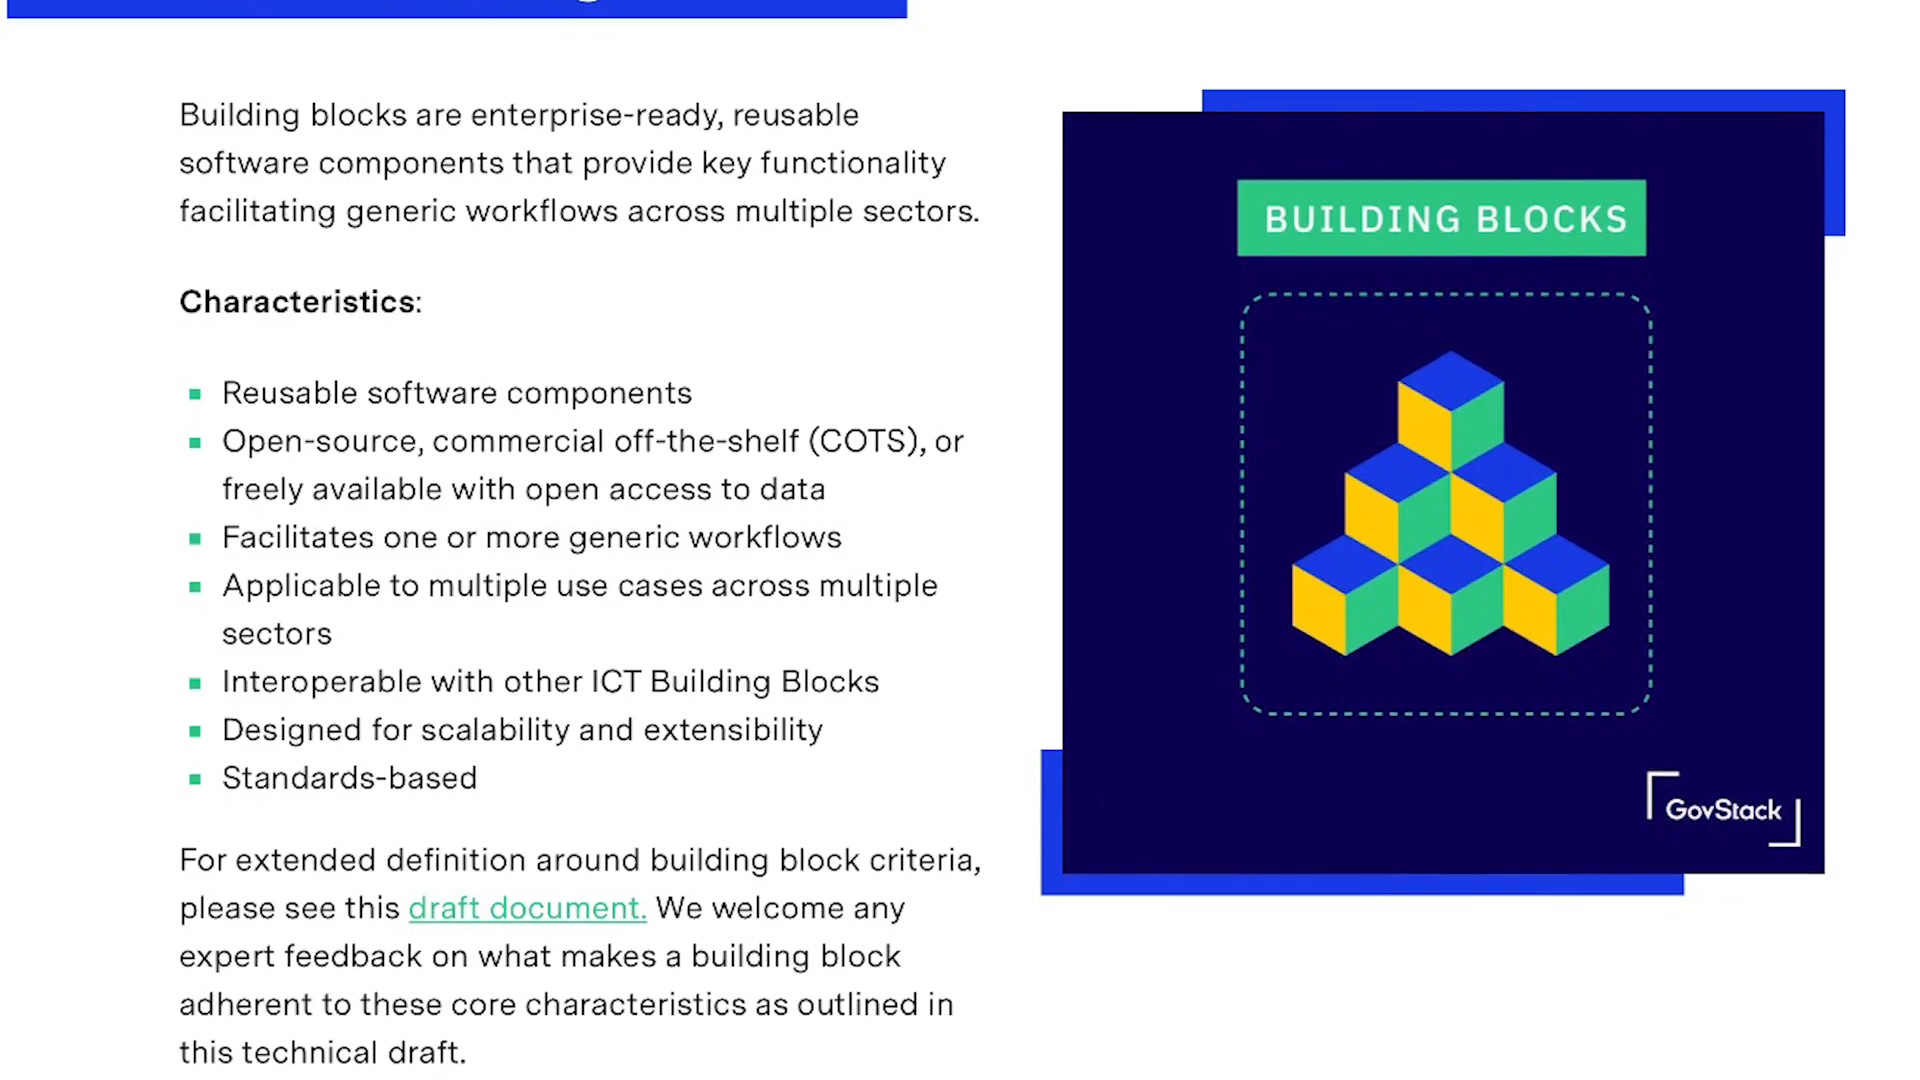 Building blocks are enterprise-ready, reusable
software components that provide key functionality
facilitating generic workflows across multiple sectors.
Characteristics:
Reusable software components
Open-source, commercial off-the-shelf (COTS), or
freely available with open access to data
Facilitates one or more generic workflows
Applicable to multiple use cases across multiple
sectors
Interoperable with other ICT Building Blocks
Designed for scalability and extensibility
Standards-based
For extended definition around building block criteria,
please see this draft document. We welcome any
expert feedback on what makes a building block
adherent to these core characteristics as outlined in
this technical draft.
BUILDING BLOCKS
GovStack